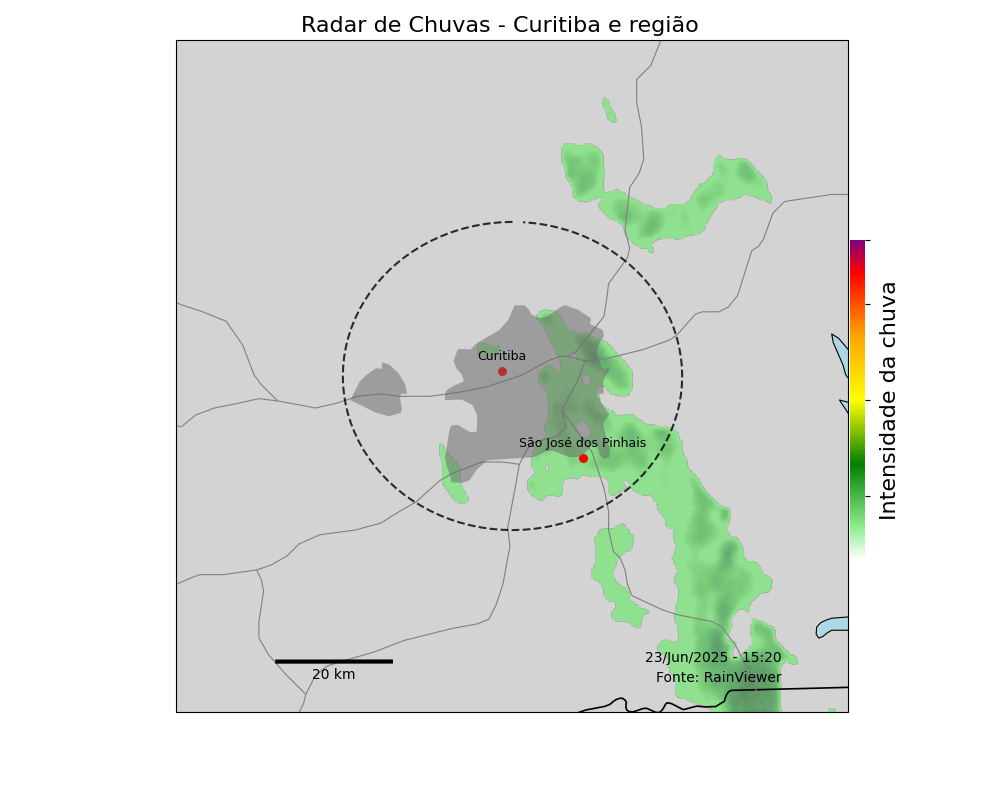 Radar de Chuvas - Curitiba e região
Curitiba
São José dos Pinhais
Intensidade da chuva
23/Jun/2025 - 15:20
Fonte: RainViewer
20 km